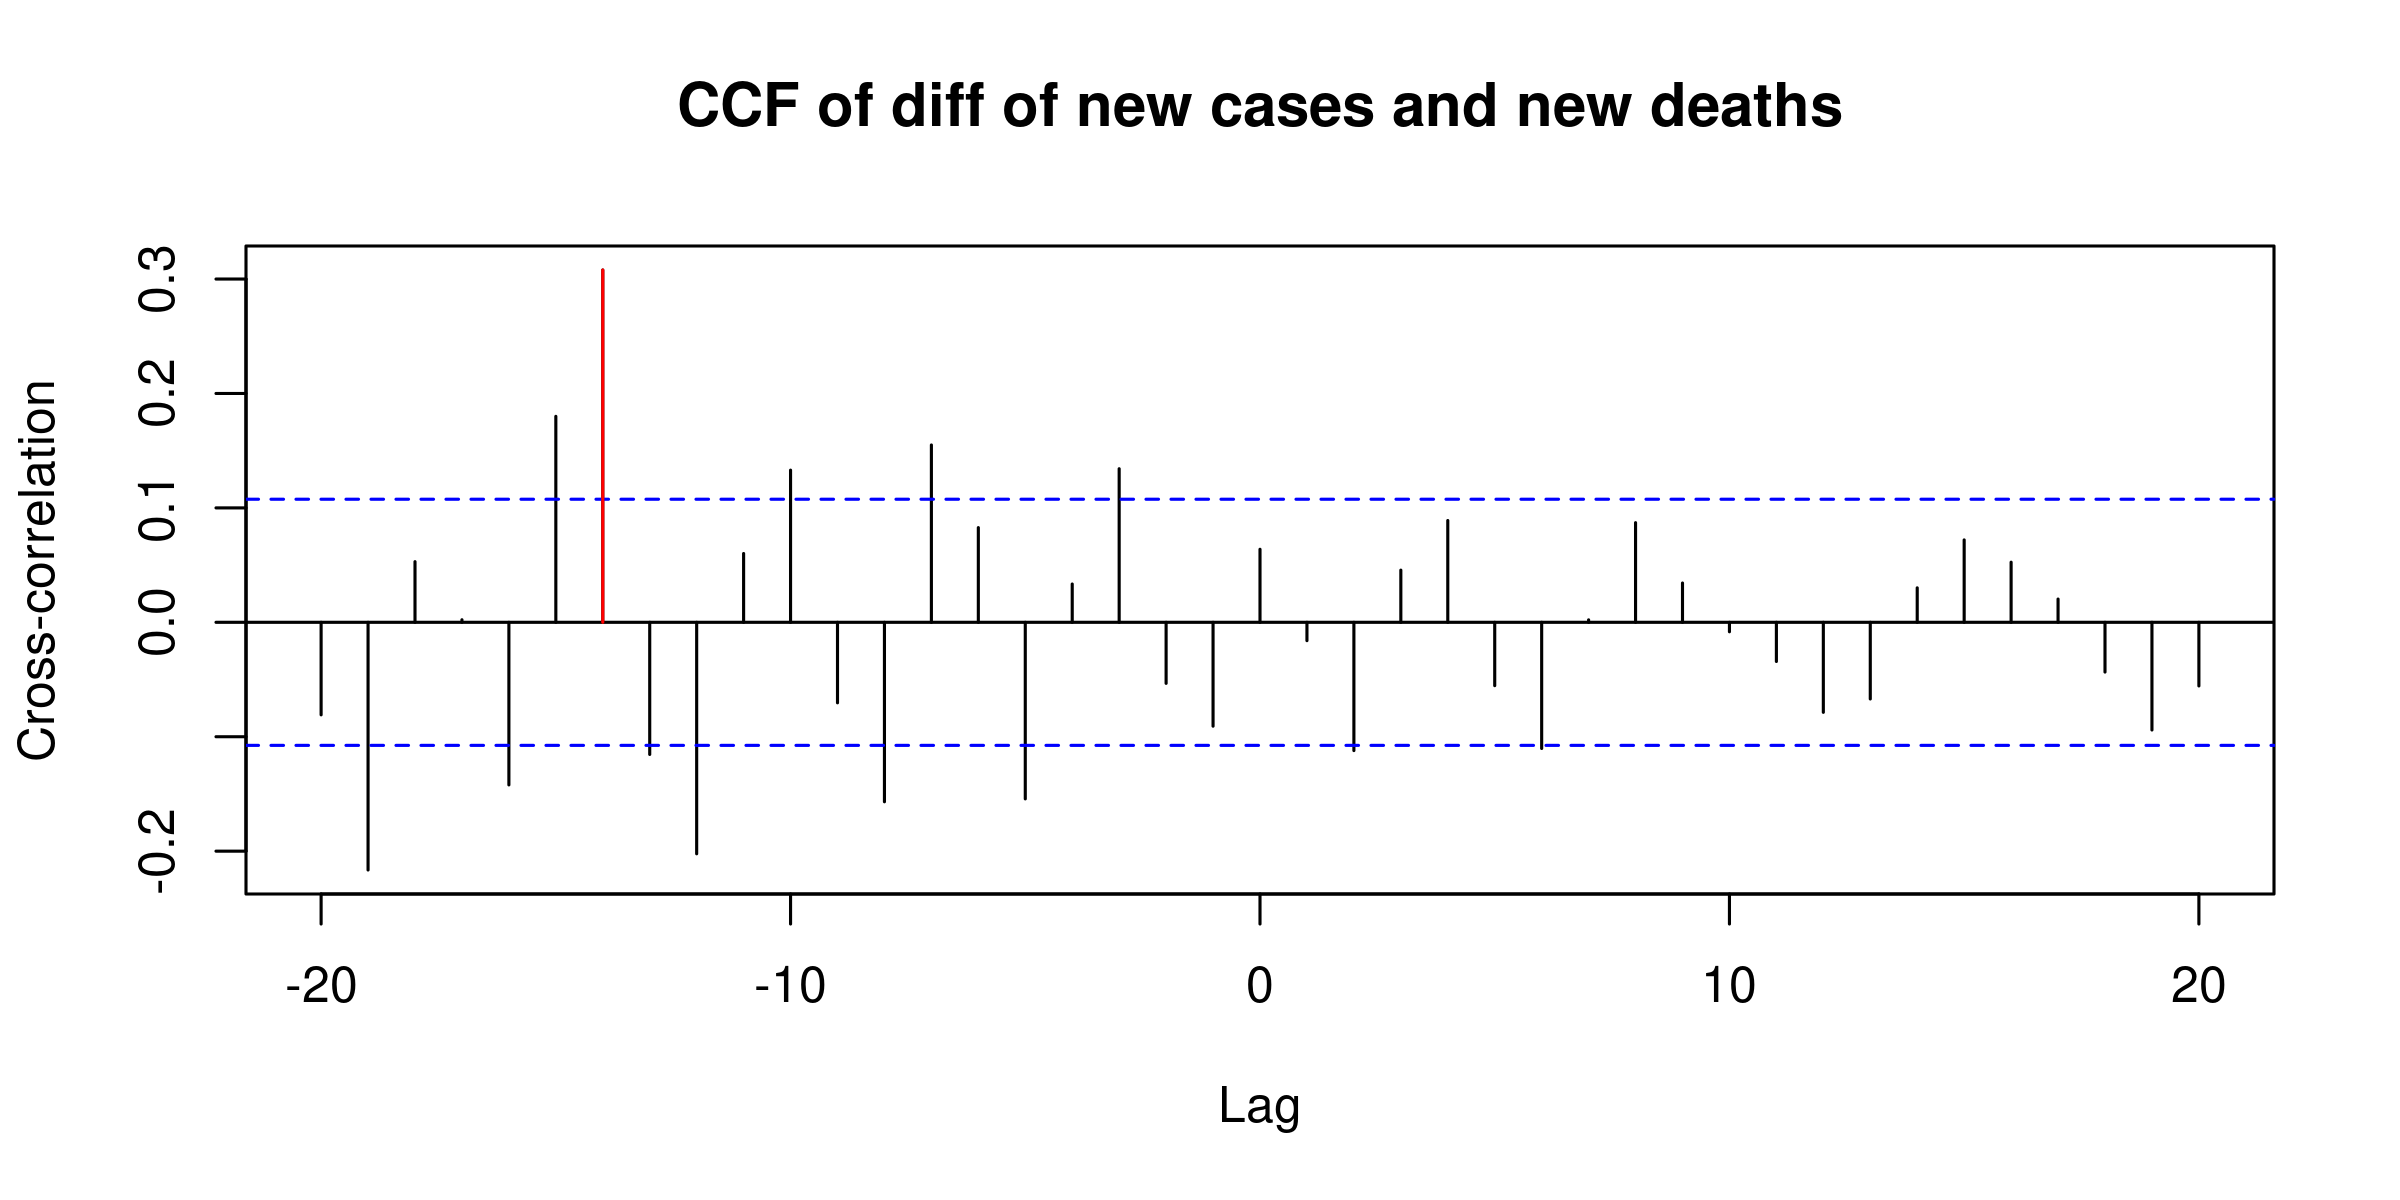 CCF of diff of new cases and new deaths
Cross-correlation
0.3
0.2
0.1
0.0
-0.2
-20 -10 0 10 20
Lag